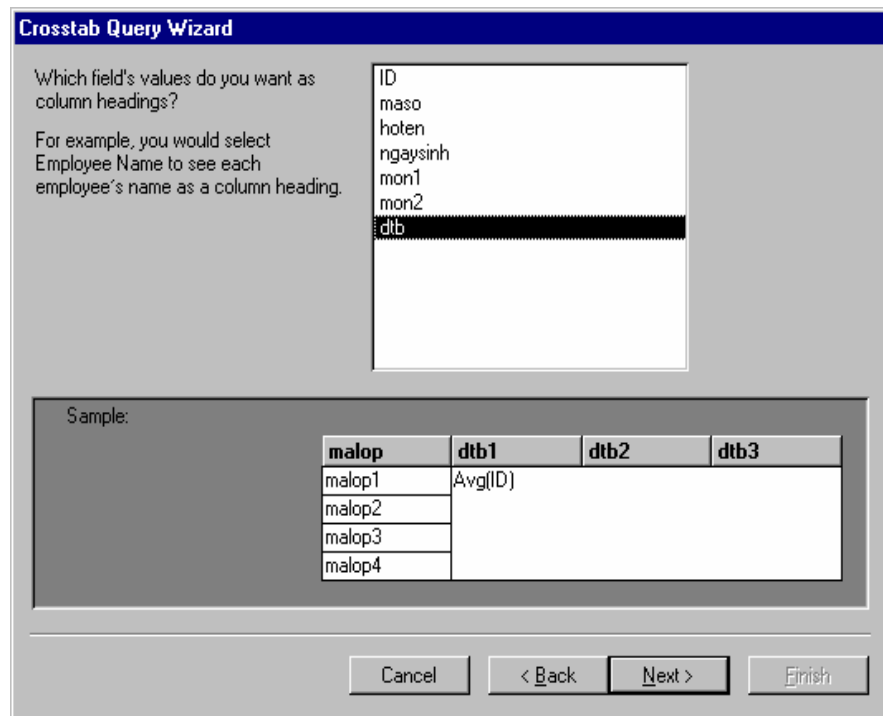 Crosstab Query Wizard
Which field's values do you want as
column headings?
For example, you would select
Employee Name to see each
employee's name as a column heading.
ID
maso
hoten
ngaysinh
mon1
mon2
dtb
Sample:
malop dtb1 dtb2 dtb3
malop1 Avg(ID)
malop2
malop3
malop4
Cancel < Back Next > Finish